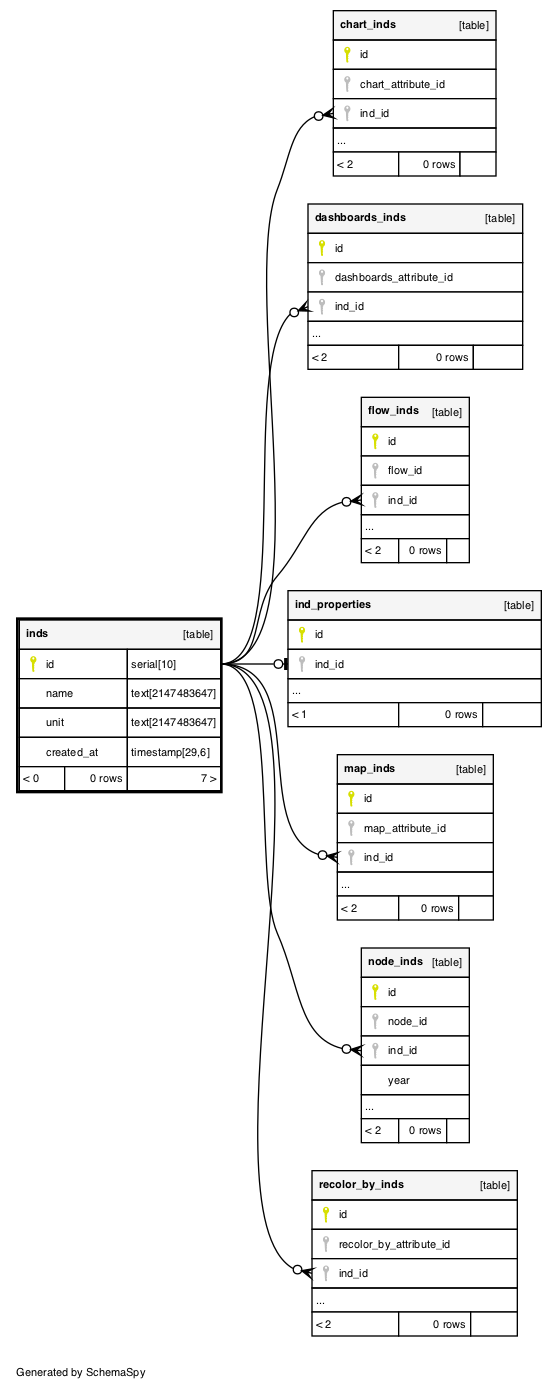 chart_inds [table]
id
chart_attribute_id
ind_id
...
< 2 0 rows
dashboards_inds [table]
id
dashboards_attribute_id
ind_id
...
< 2 0 rows
flow_inds [table]
id
flow_id
ind_id
...
< 2 0 rows
ind_properties [table]
id
ind_id
...
< 1 0 rows
inds [table]
id serial[10]
name text[2147483647]
unit text[2147483647]
created_at timestamp[29,6]
< 0 0 rows 7 >
map_inds [table]
id
map_attribute_id
ind_id
...
< 2 0 rows
node_inds [table]
id
node_id
ind_id
year
...
< 2 0 rows
recolor_by_inds [table]
id
recolor_by_attribute_id
ind_id
...
< 2 0 rows
Generated by SchemaSpy